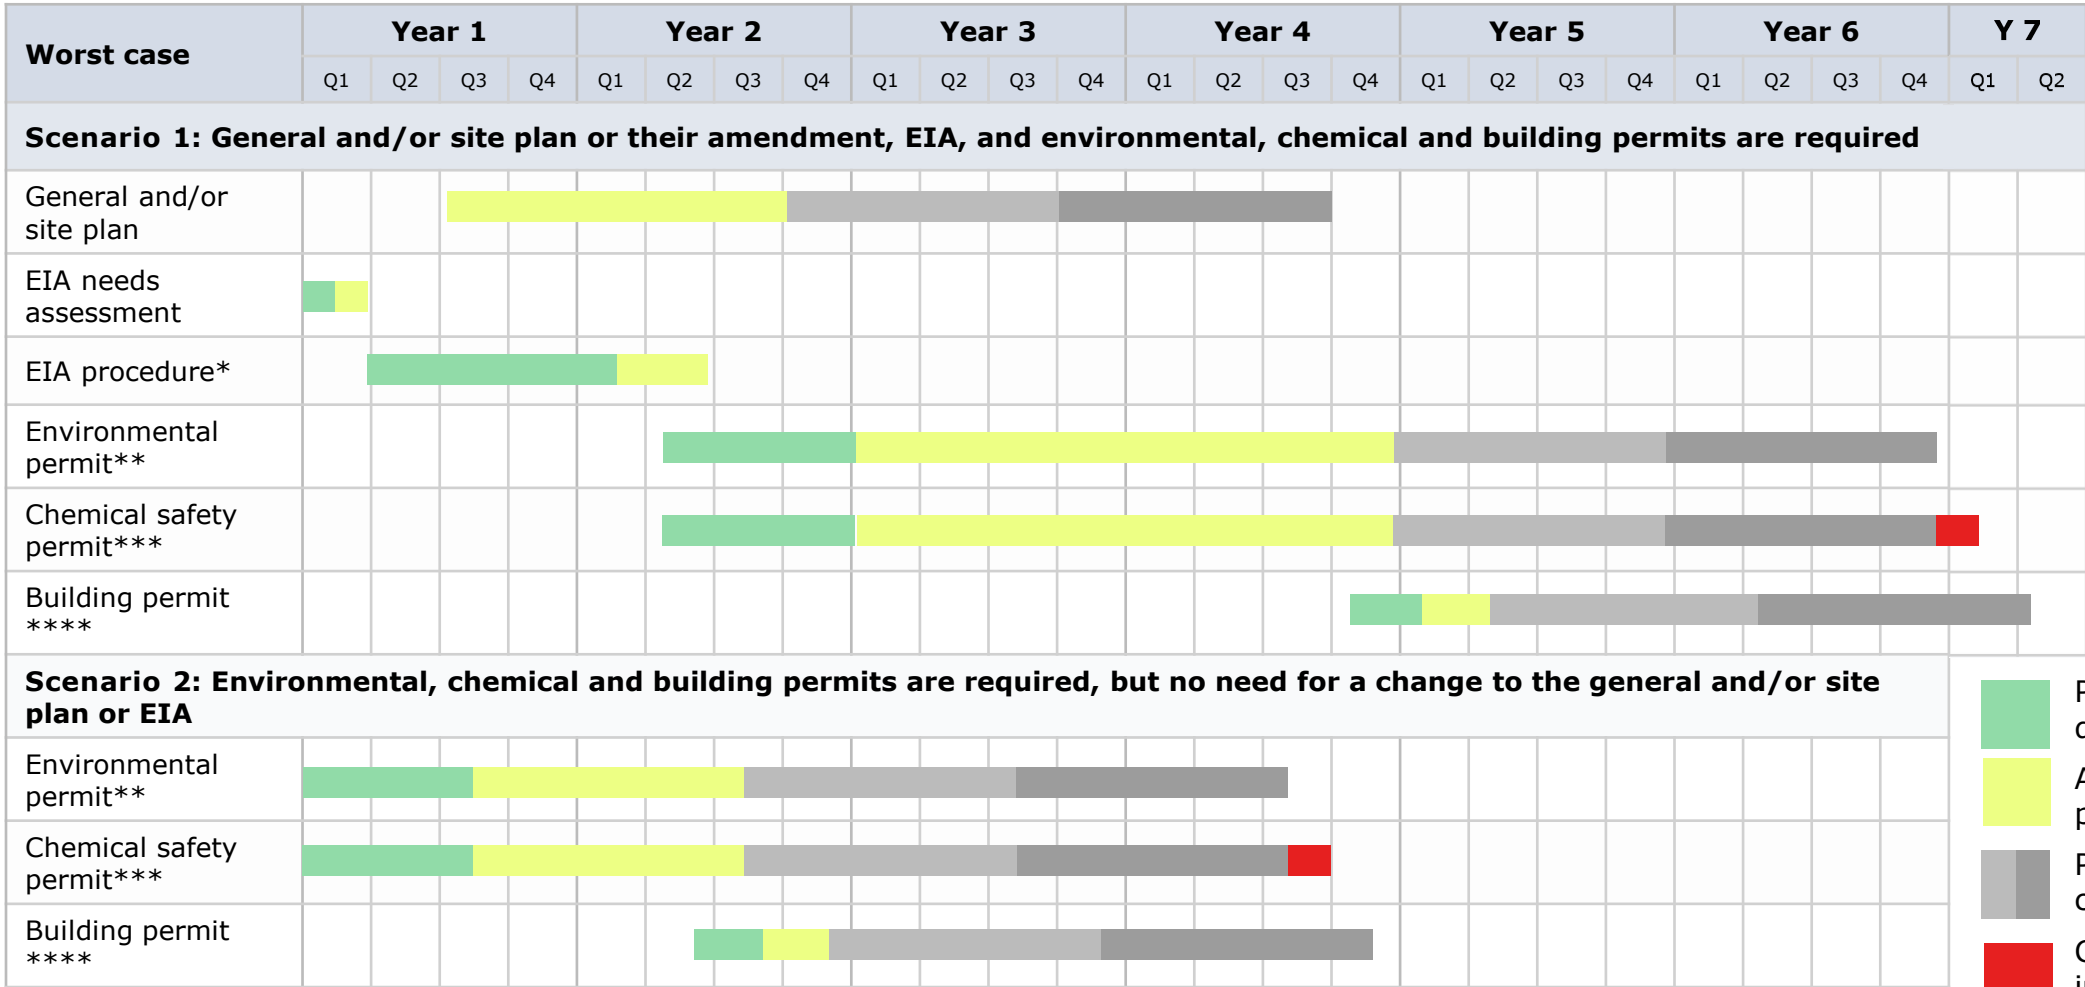 Worst case
Year 1 Year 2 Year 3 Year 4 Year 5 Year 6 Y 7
Q1 Q2 Q3 Q4 Q1 Q2 Q3 Q4 Q1 Q2 Q3 Q4 Q1 Q2 Q3 Q4 Q1 Q2 Q3 Q4 Q1 Q2 Q3 Q4 Q1 Q2
Scenario 1: General and/or site plan or their amendment, EIA, and environmental, chemical and building permits are required
General and/or
site plan
EIA needs
assessment
EIA procedure*
Environmental
permit**
Chemical safety
permit***
Building permit
****
Scenario 2: Environmental, chemical and building permits are required, but no need for a change to the general and/or site
plan or EIA
Environmental
permit**
Chemical safety
permit***
Building permit
****